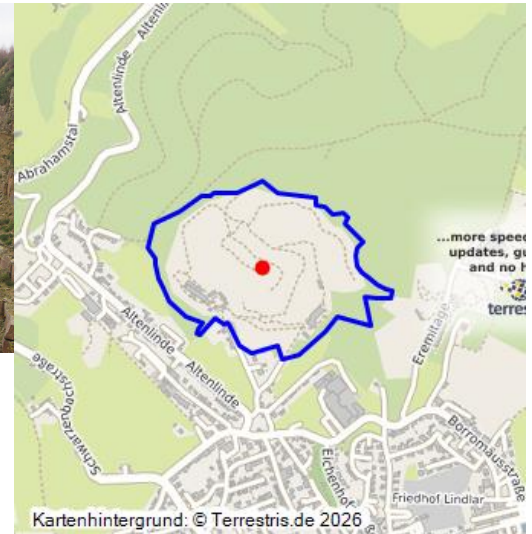 Altenlinde
Altenlinde
Abrahamstal
...more speed
updates, gu
and no h
terres
Eremitage
Altenlinde
Altenlinde
Borromäusstraße
Eichenhof
Friedhof Lindlar
Kartenhintergrund: © Terrestris.de 2026